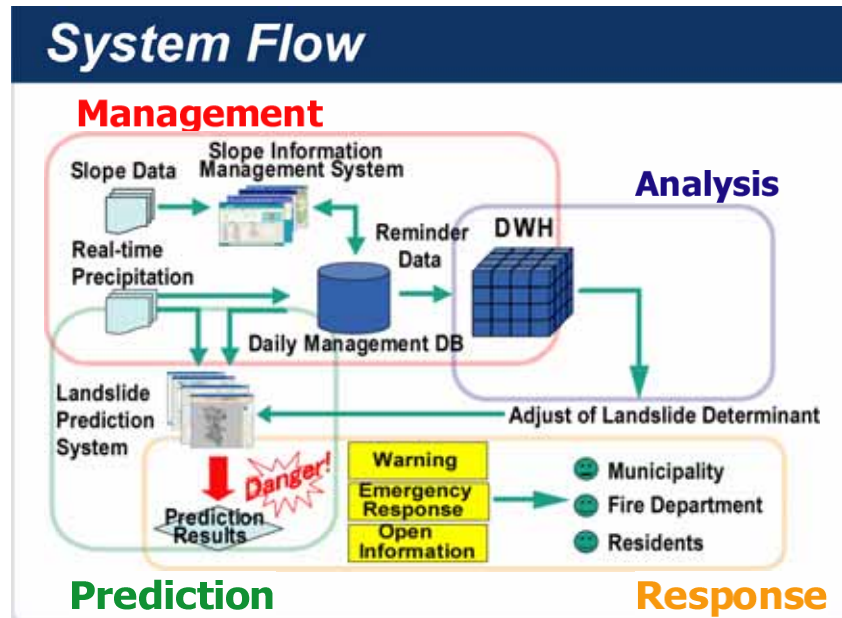 System Flow
Management
Slope Data
Slope Information
Management System
Analysis
Real-time
Precipitation
Reminder
Data
DWH
Daily Management DB
Landslide
Prediction
System
Adjust of Landslide Determinant
Danger!
Prediction
Results
Warning
Emergency
Response
Open
Information
Municipality
Fire Department
Residents
Prediction
Response